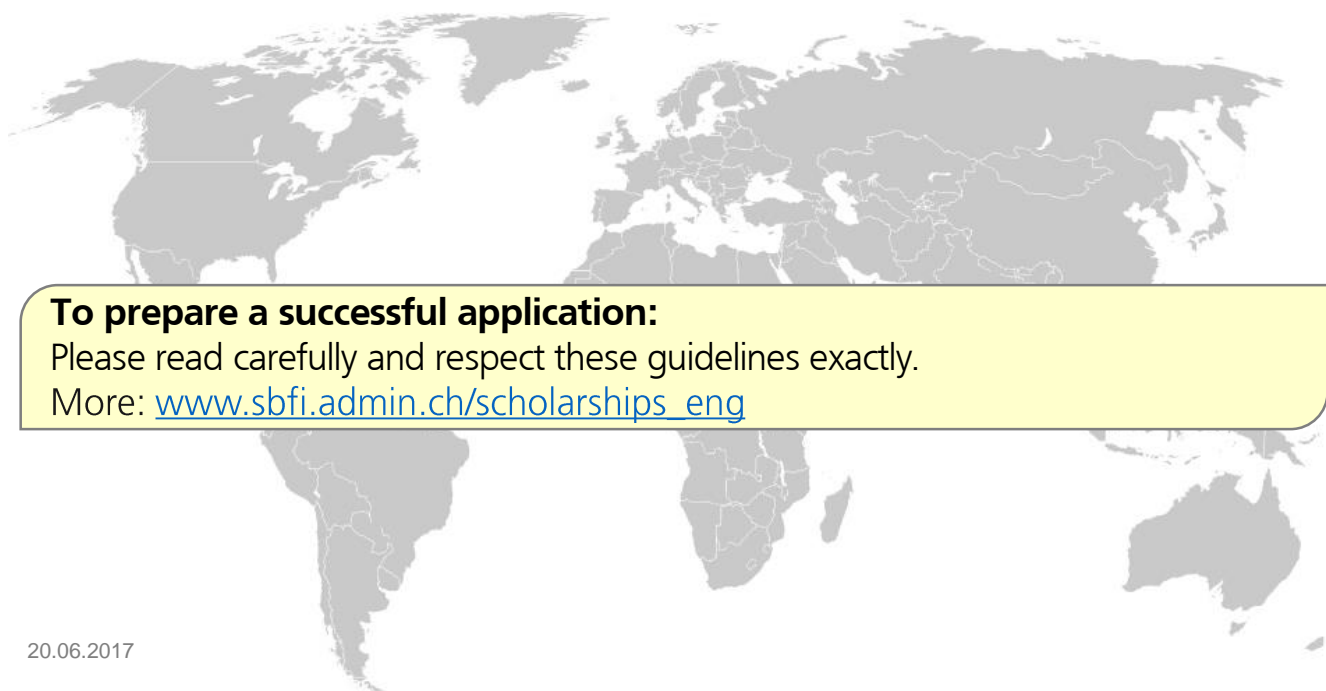 To prepare a successful application:
Please read carefully and respect these guidelines exactly.
More: www.sbfi.admin.ch/scholarships_eng
20.06.2017